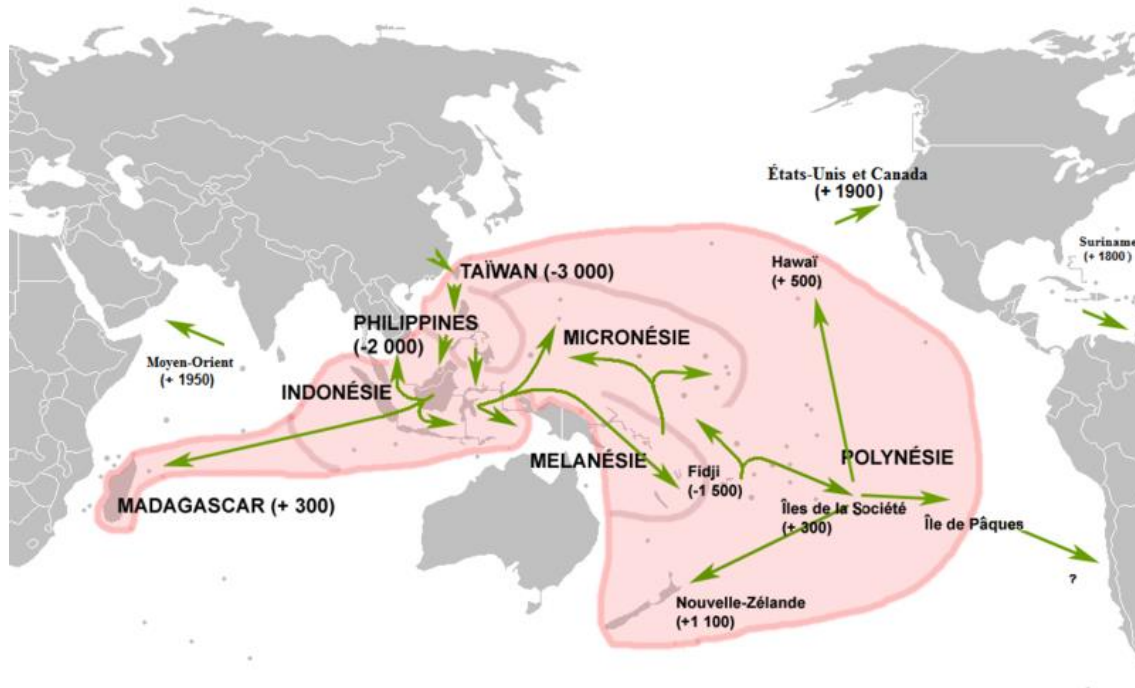 États-Unis et Canada
(+ 1900)
Suriname
(+ 1800)
Hawaï
(+ 500)
TAÏWAN (-3 000)
PHILIPPINES
(-2 000)
MICRONÉSIE
Moyen-Orient
(+ 1950)
INDONÉSIE
MELANÉSIE
Fidji
(-1 500)
POLYNÉSIE
MADAGASCAR (+ 300)
Îles de la Société
(+ 300)
Île de Pâques
?
Nouvelle-Zélande
(+1 100)